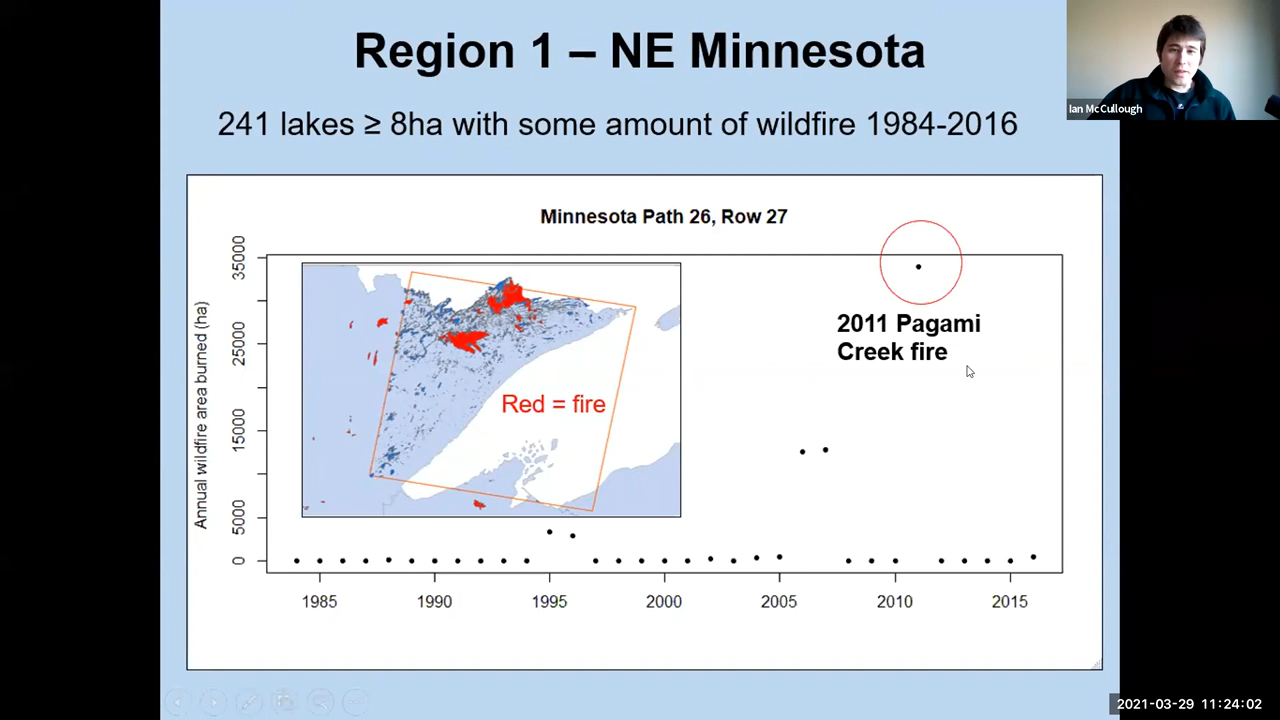 Region 1 – NE Minnesota
Ian McCullough
241 lakes ≥ 8ha with some amount of wildfire 1984-2016
Minnesota Path 26, Row 27
Annual wildfire area burned (ha)
35000
25000
15000
5000
0
Red = fire
2011 Pagami
Creek fire
1985 1990 1995 2000 2005 2010 2015
2021-03-29 11:24:02